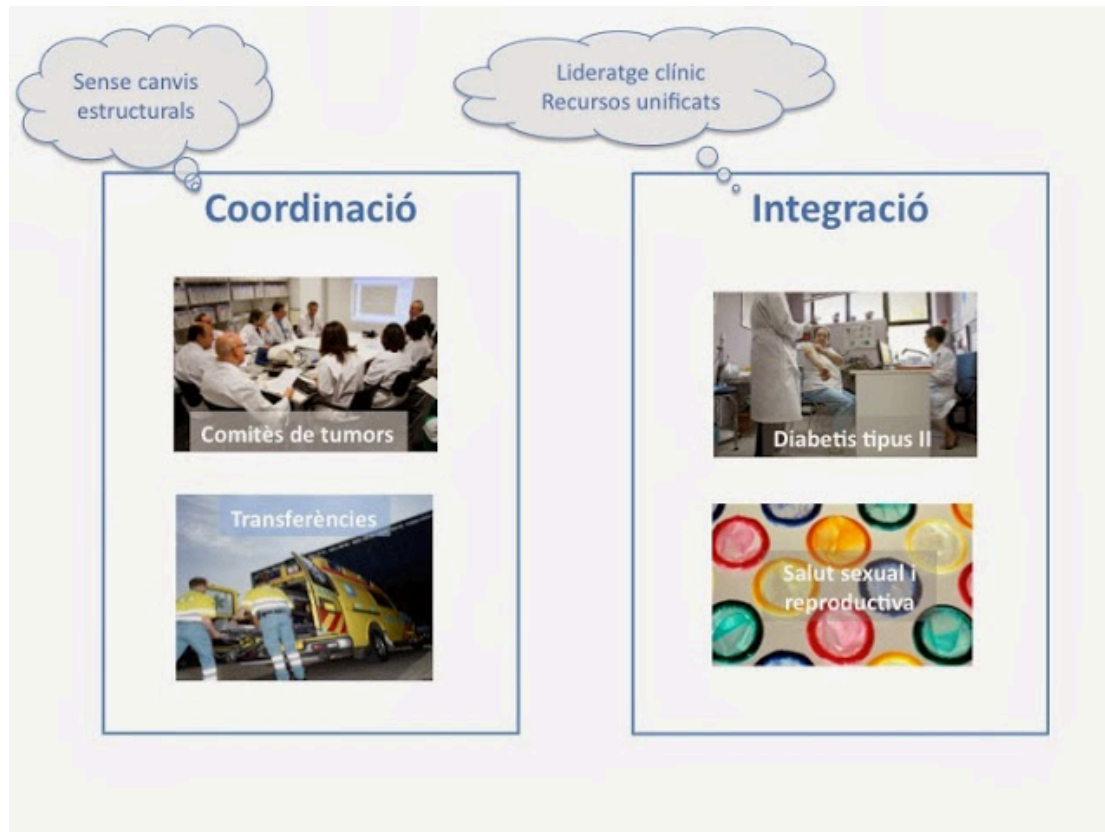 Sense canvis
estructurals
Lideratge clínic
Recursos unificats
Coordinació
Comitès de tumors
Transferències
Integració
Diabetis tipus II
Salut sexual i
reproductiva